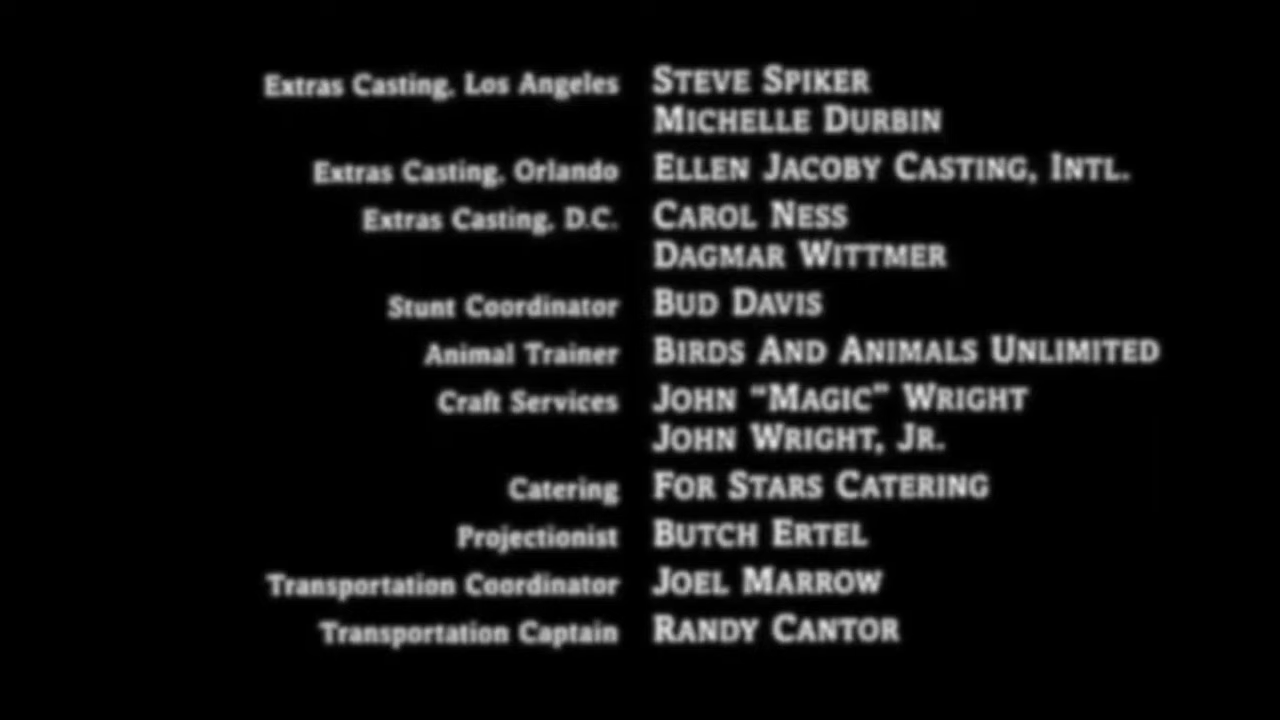 Extras Casting, Los Angeles STEVE SPIKER
MICHELLE DURBIN
Extras Casting, Orlando ELLEN JACOBY CASTING, INTL.
Extras Casting, D.C. CAROL NESS
DAGMAR WITTMER
Stunt Coordinator BUD DAVIS
Animal Trainer BIRDS AND ANIMALS UNLIMITED
Craft Services JOHN “MAGIC” WRIGHT
JOHN WRIGHT, JR.
Catering FOR STARS CATERING
Projectionist BUTCH ERTEL
Transportation Coordinator JOEL MARROW
Transportation Captain RANDY CANTOR